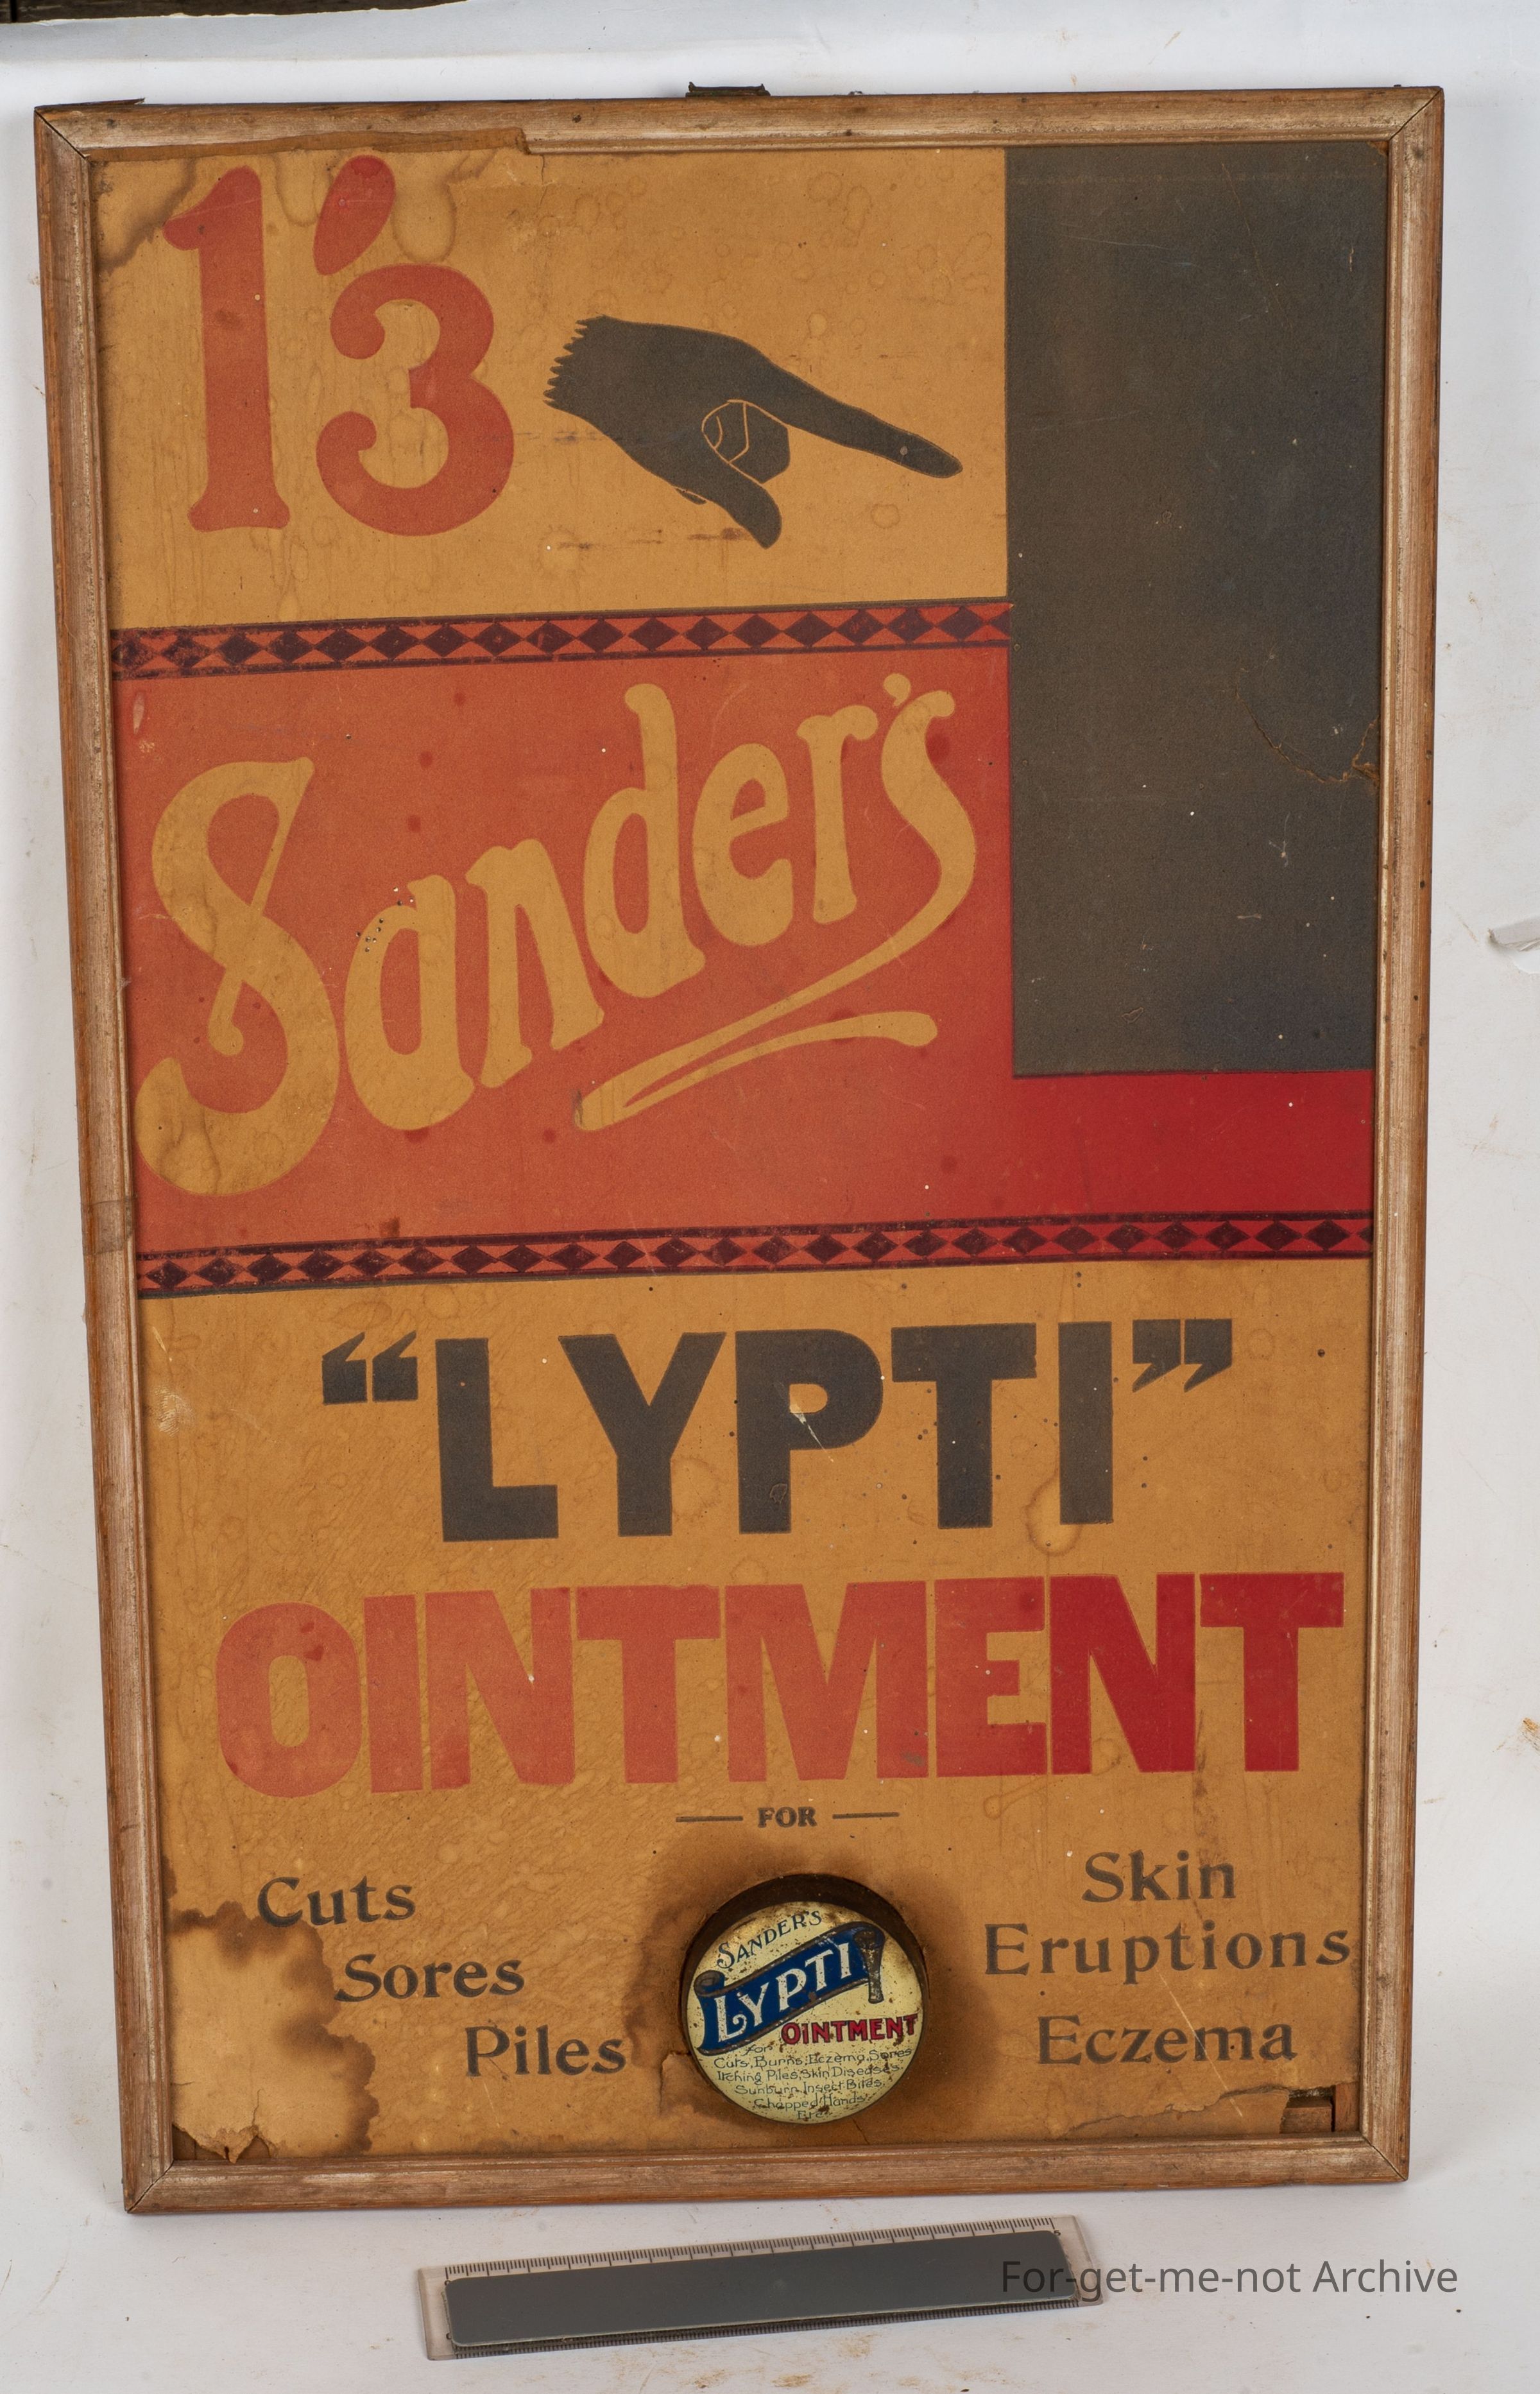 1'3
Sander's
“LYPTI”
OINTMENT
FOR
Cuts
Sores
Piles
Skin
Eruptions
Eczema
SANDER'S
LYPTI
OINTMENT
For
Cuts, Burns, Eczema, Sores
Itching Piles, Skin Diseases,
Sunburn, Insect Bites,
Chapped Hands
Etc.
For-get-me-not Archive